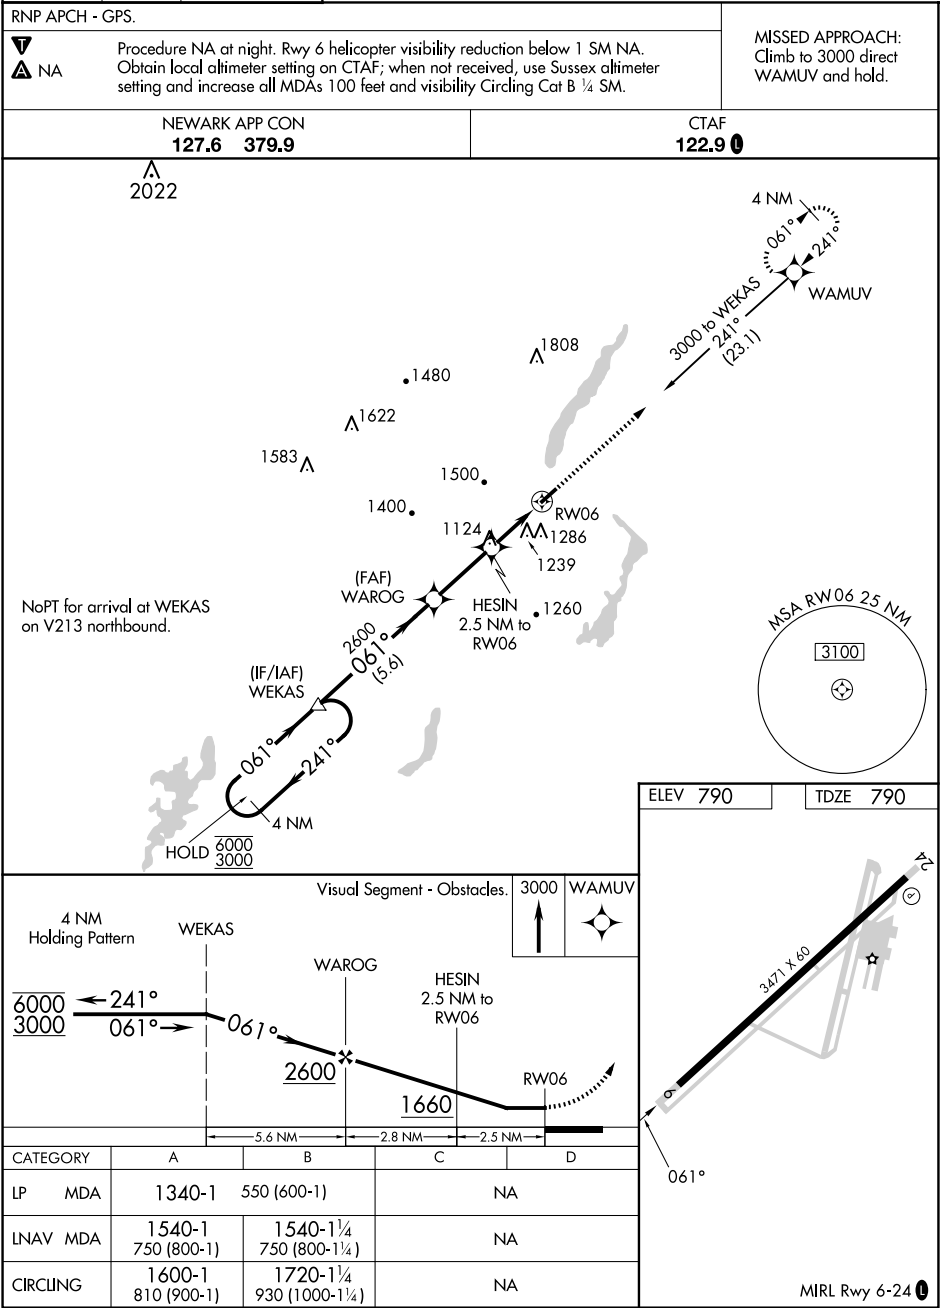 RNP APCH - GPS.
T
A NA
Procedure NA at night. Rwy 6 helicopter visibility reduction below 1 SM NA.
Obtain local altimeter setting on CTAF; when not received, use Sussex altimeter
setting and increase all MDAs 100 feet and visibility Circling Cat B ¼ SM.
MISSED APPROACH:
Climb to 3000 direct
WAMUV and hold.
NEWARK APP CON
127.6 379.9
CTAF
122.9 L
2022
4 NM
061°
241°
WAMUV
3000 to WEKAS
241°
(23.1)
1808
1480
1622
1583
1500
1400
RW06
1124
1286
1239
(FAF)
WAROG
HESIN
2.5 NM to
RW06
1260
NoPT for arrival at WEKAS
on V213 northbound.
2600
061°
(5.6)
(IF/IAF)
WEKAS
061°
241°
4 NM
HOLD 6000
3000
MSA RW06 25 NM
3100
ELEV 790
TDZE 790
24
P
3471 X 60
6
061°
MIRL Rwy 6-24 L
Visual Segment - Obstacles.
3000
WAMUV
4 NM
Holding Pattern
WEKAS
WAROG
HESIN
2.5 NM to
RW06
6000
3000
241°
061°
061°
2600
1660
RW06
5.6 NM
2.8 NM
2.5 NM
CATEGORY A B C D
LP MDA 1340-1 550 (600-1) NA
LNAV MDA 1540-1 1540-1¼ NA
750 (800-1) 750 (800-1¼)
CIRCLING 1600-1 1720-1¼ NA
810 (900-1) 930 (1000-1¼)